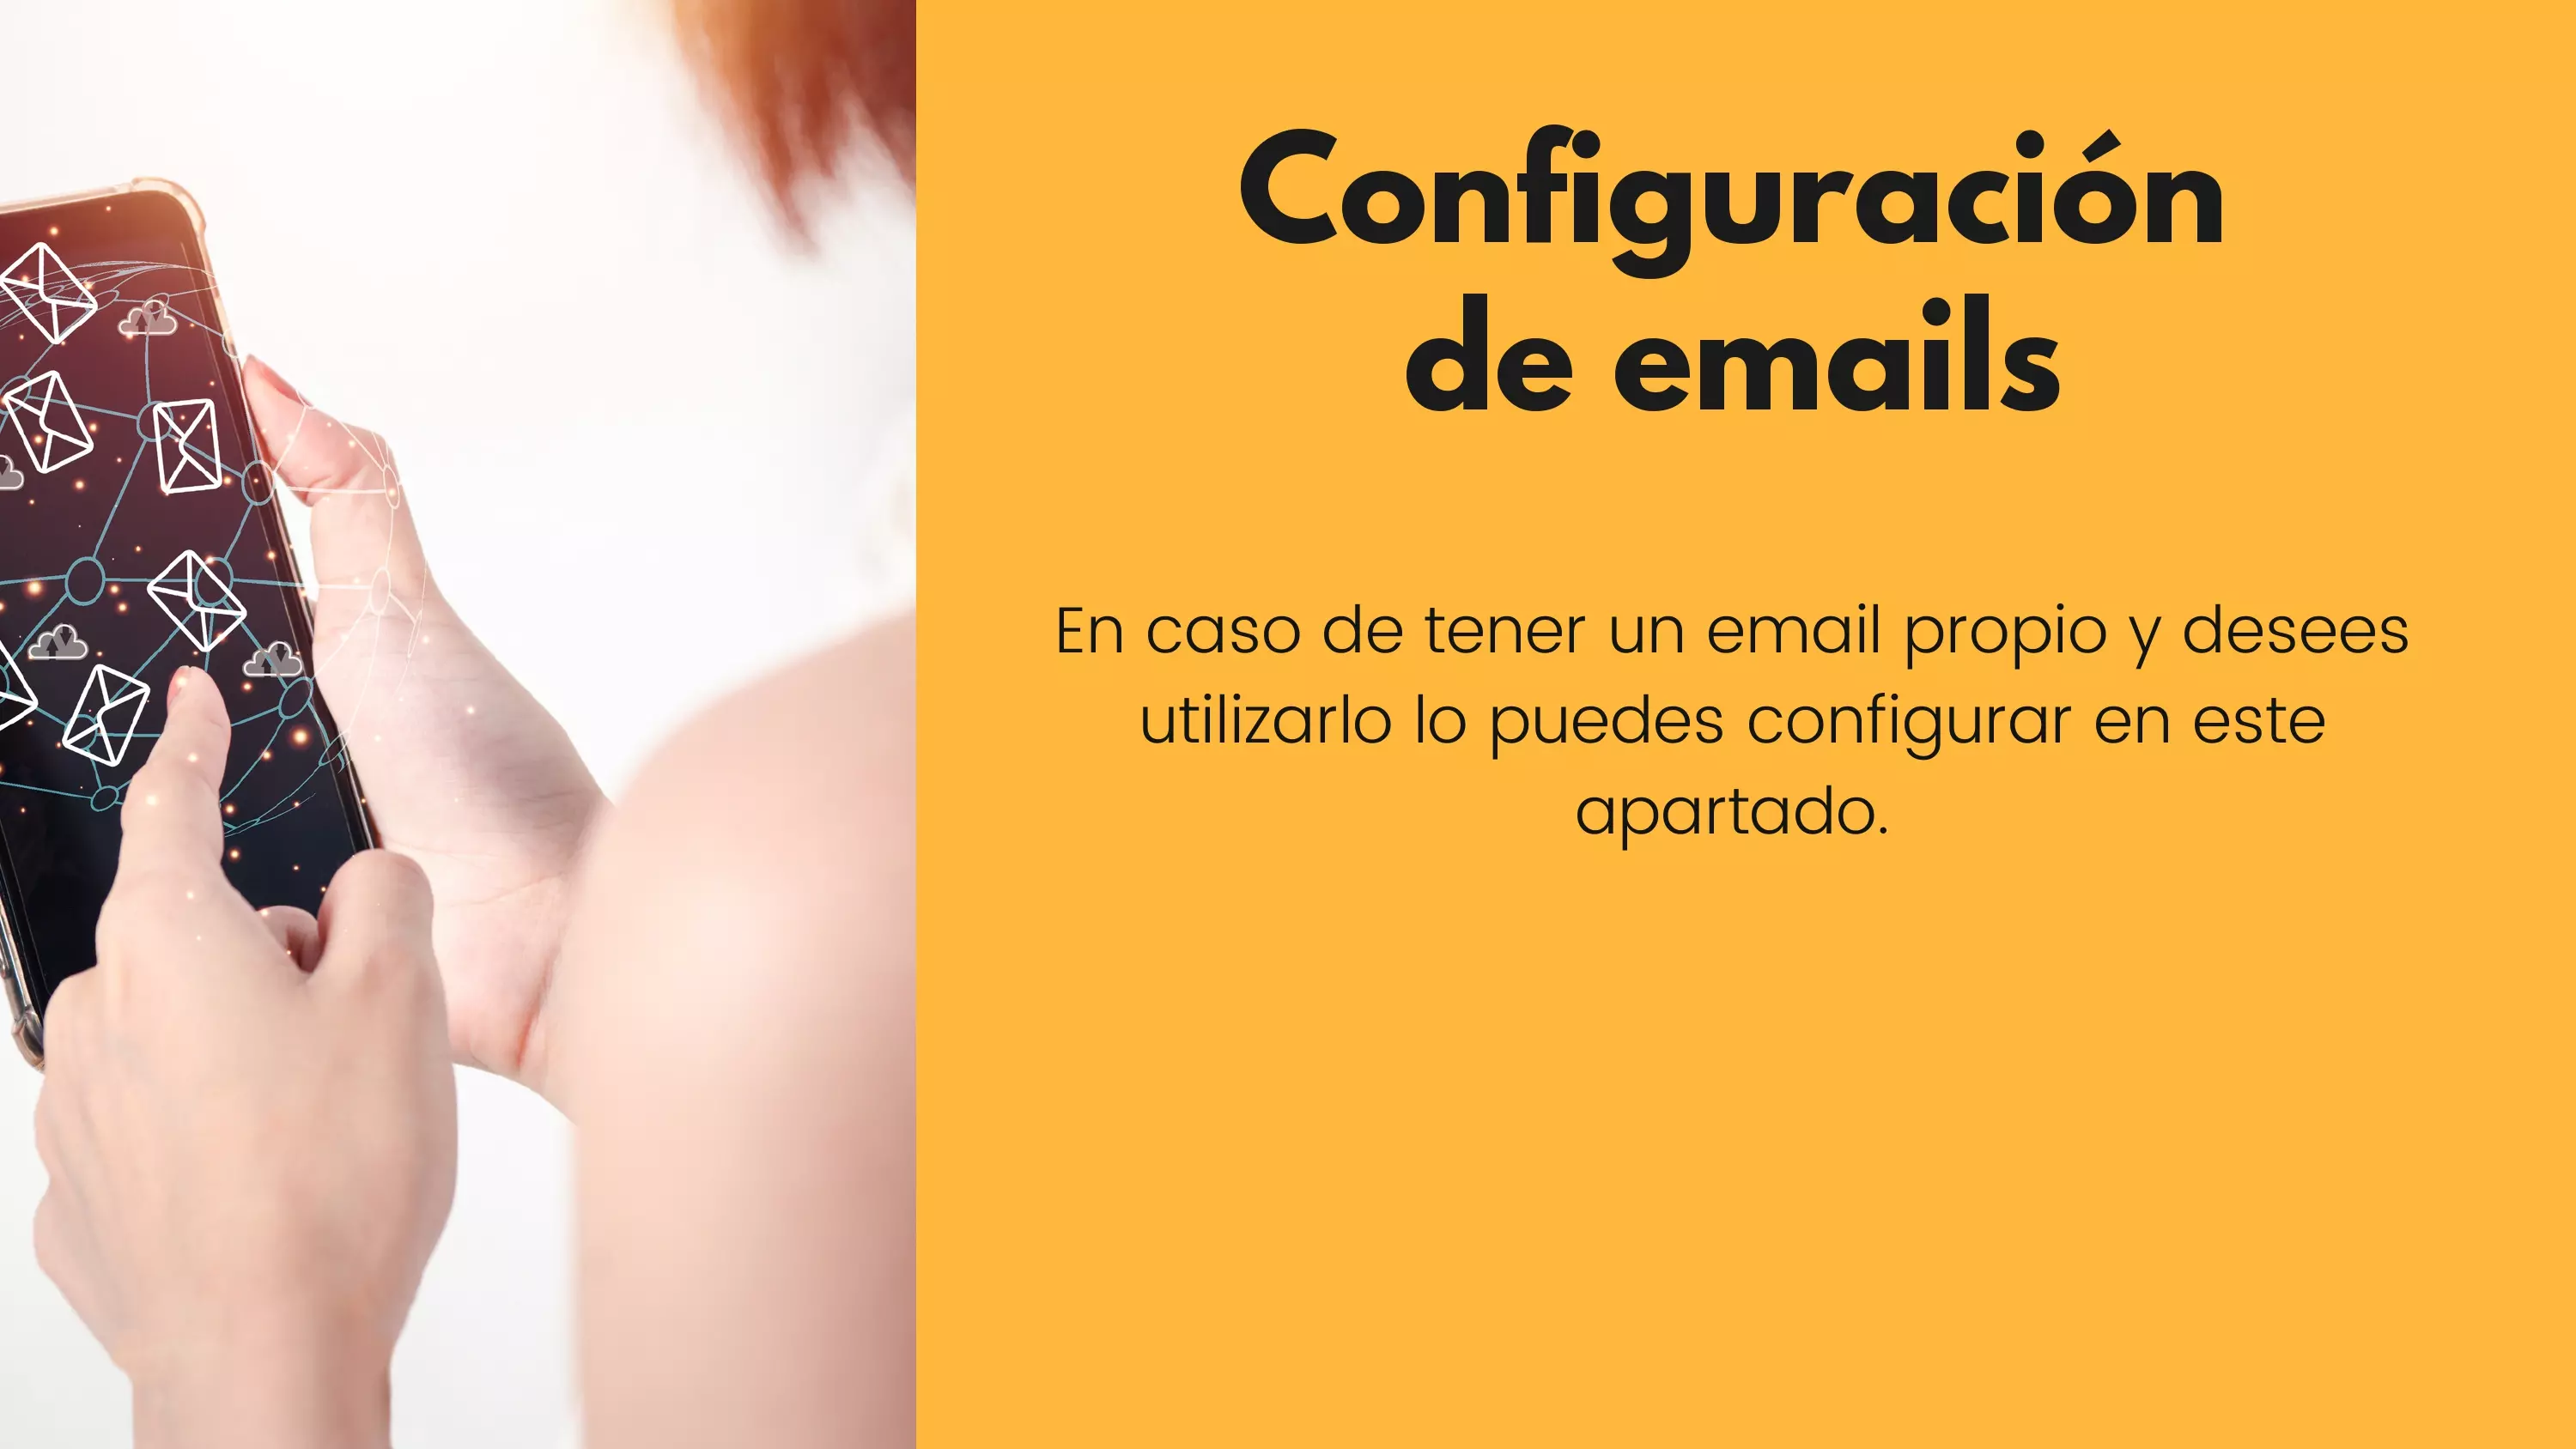 Configuración
de emails
En caso de tener un email propio y desees
utilizarlo lo puedes configurar en este
apartado.